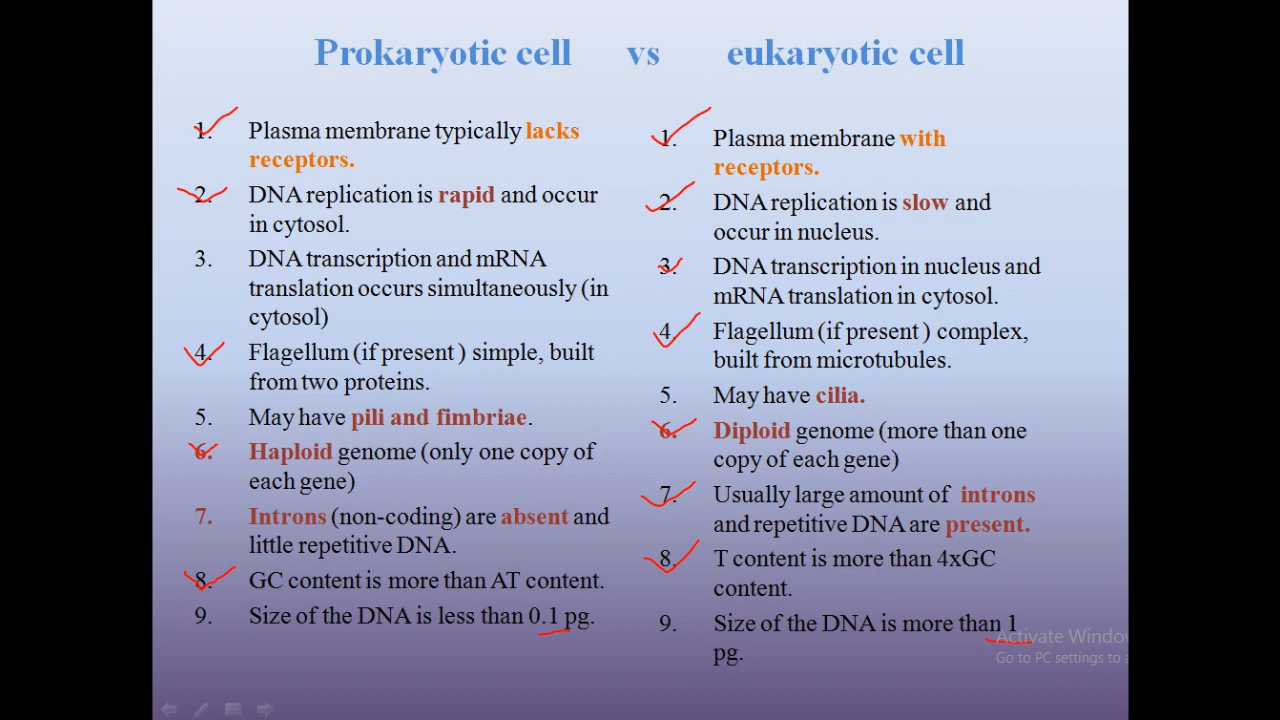 Prokaryotic cell vs eukaryotic cell
1. Plasma membrane typically lacks
receptors.
2. DNA replication is rapid and occur
in cytosol.
3. DNA transcription and mRNA
translation occurs simultaneously (in
cytosol)
4. Flagellum (if present ) simple, built
from two proteins.
5. May have pili and fimbriae.
6. Haploid genome (only one copy of
each gene)
7. Introns (non-coding) are absent and
little repetitive DNA.
8. GC content is more than AT content.
9. Size of the DNA is less than 0.1 pg.
1. Plasma membrane with
receptors.
2. DNA replication is slow and
occur in nucleus.
3. DNA transcription in nucleus and
mRNA translation in cytosol.
4. Flagellum (if present ) complex,
built from microtubules.
5. May have cilia.
6. Diploid genome (more than one
copy of each gene)
7. Usually large amount of introns
and repetitive DNA are present.
8. T content is more than 4xGC
content.
9. Size of the DNA is more than 1
pg.
Activate Windo
Go to PC settings to a